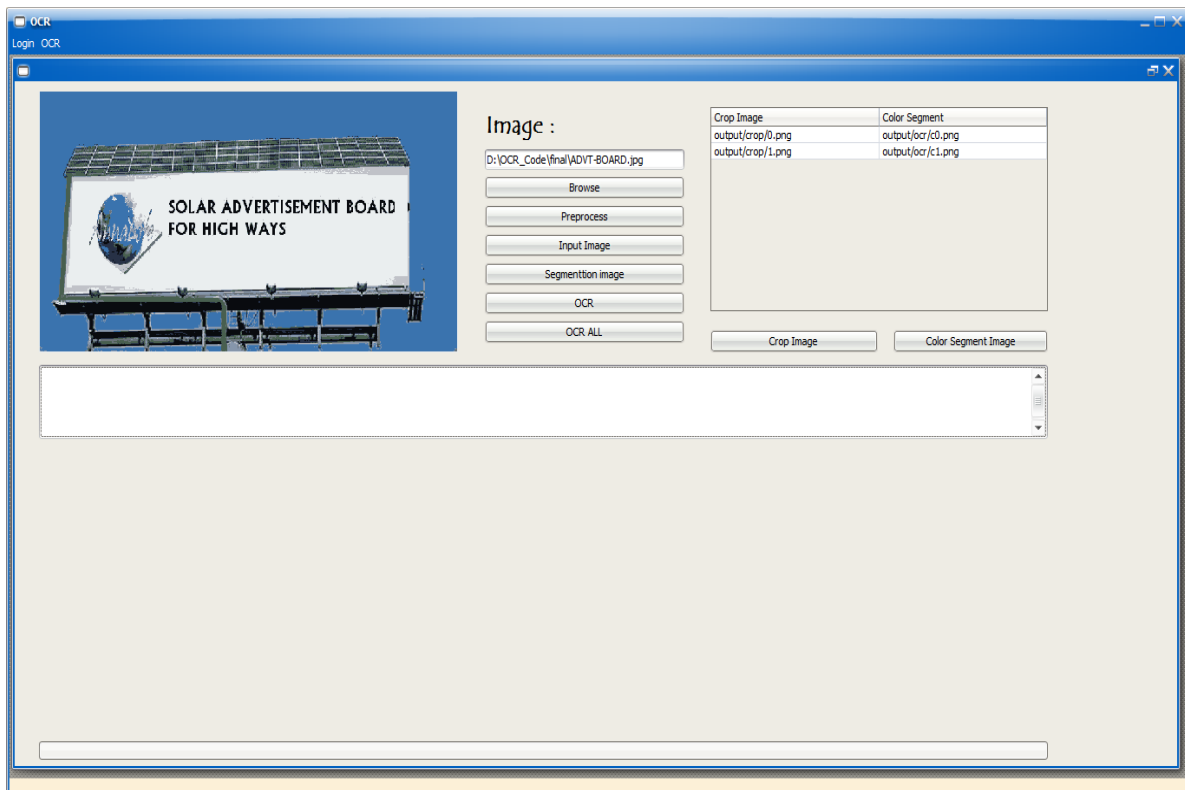 OCR
Login OCR
SOLAR ADVERTISEMENT BOARD
FOR HIGH WAYS
Image :
D:\OCR_Code\final\ADVT-BOARD.jpg
Browse
Preprocess
Input Image
Segmenttion image
OCR
OCR ALL
Crop Image Color Segment
output/crop/0.png output/ocr/c0.png
output/crop/1.png output/ocr/c1.png
Crop Image Color Segment Image